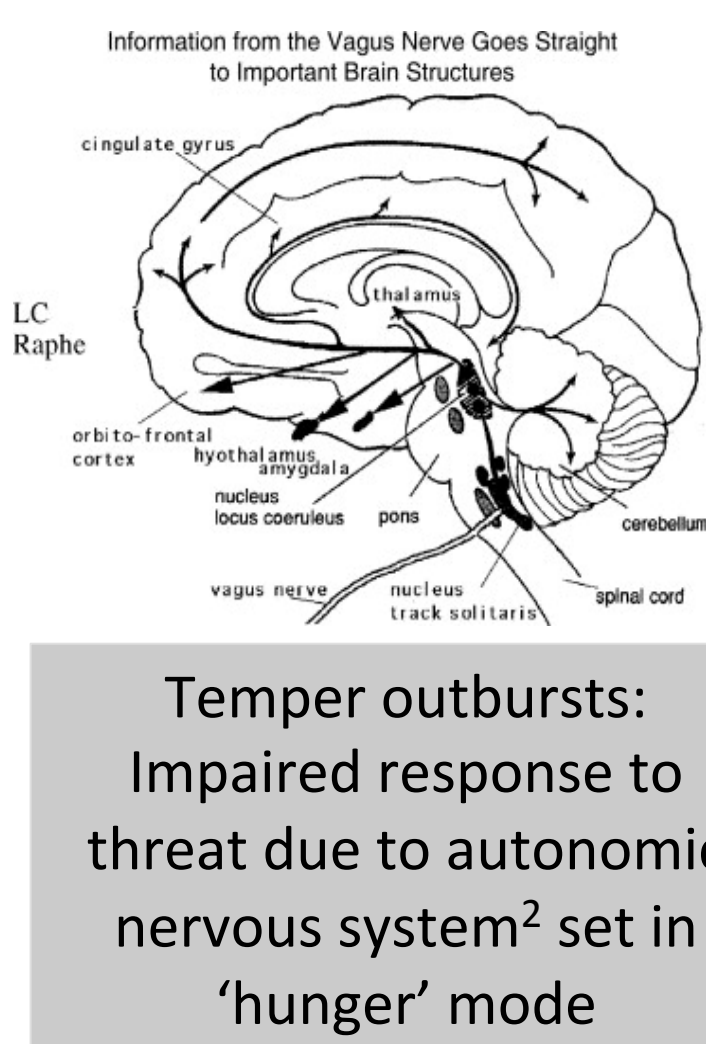 Information from the Vagus Nerve Goes Straight
to Important Brain Structures
cingulate gyrus
thalamus
LC
Raphe
orbito-frontal
cortex
hyothalamus
amygdala
nucleus
locus coeruleus
pons
cerebellum
vagus nerve
nucleus
track solitaris
spinal cord
Temper outbursts:
Impaired response to
threat due to autonomic
nervous system² set in
‘hunger’ mode